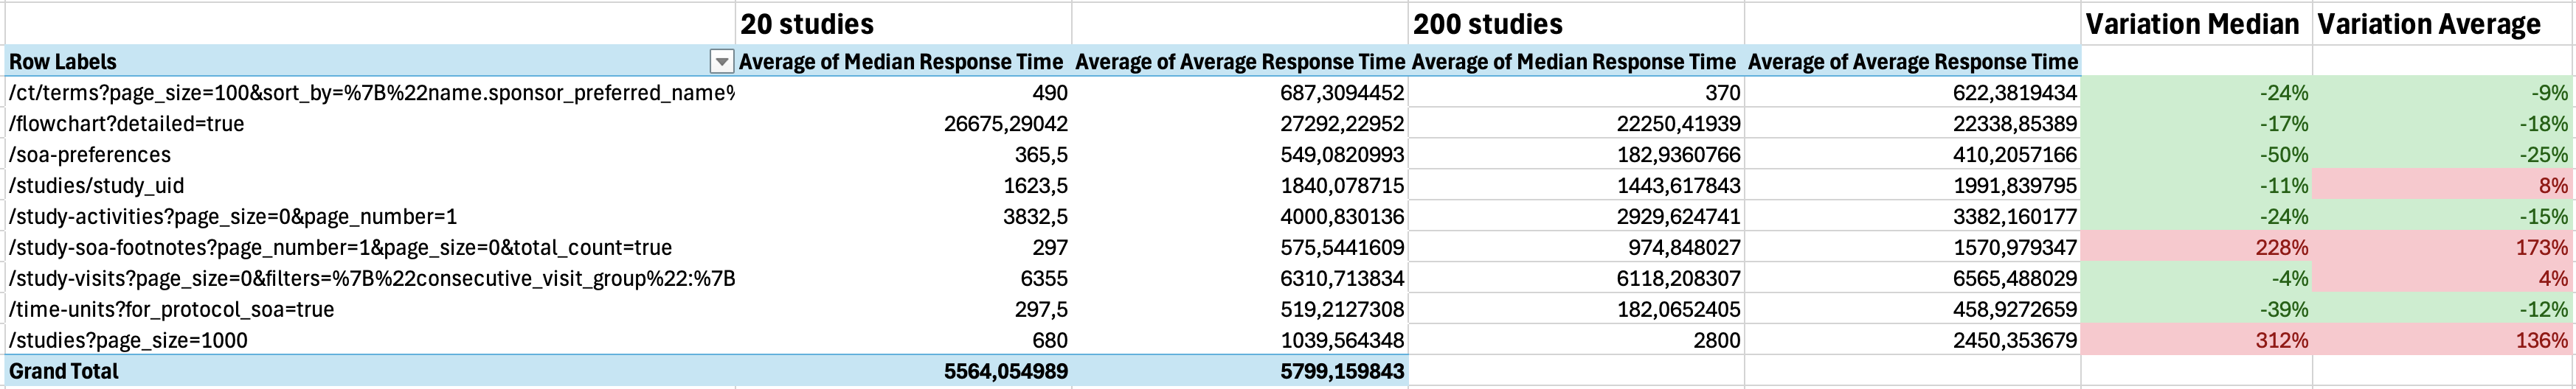 20 studies 200 studies Variation Median Variation Average
Row Labels Average of Median Response Time Average of Average Response Time Average of Median Response Time Average of Average Response Time
/ct/terms?page_size=100&sort_by=%7B%22name.sponsor_preferred_name% 490 687,3094452 370 622,3819434 -24% -9%
/flowchart?detailed=true 26675,29042 27292,22952 22250,41939 22338,85389 -17% -18%
/soa-preferences 365,5 549,0820993 182,9360766 410,2057166 -50% -25%
/studies/study_uid 1623,5 1840,078715 1443,617843 1991,839795 -11% 8%
/study-activities?page_size=0&page_number=1 3832,5 4000,830136 2929,624741 3382,160177 -24% -15%
/study-soa-footnotes?page_number=1&page_size=0&total_count=true 297 575,5441609 974,848027 1570,979347 228% 173%
/study-visits?page_size=0&filters=%7B%22consecutive_visit_group%22:%7B 6355 6310,713834 6118,208307 6565,488029 -4% 4%
/time-units?for_protocol_soa=true 297,5 519,2127308 182,0652405 458,9272659 -39% -12%
/studies?page_size=1000 680 1039,564348 2800 2450,353679 312% 136%
Grand Total 5564,054989 5799,159843